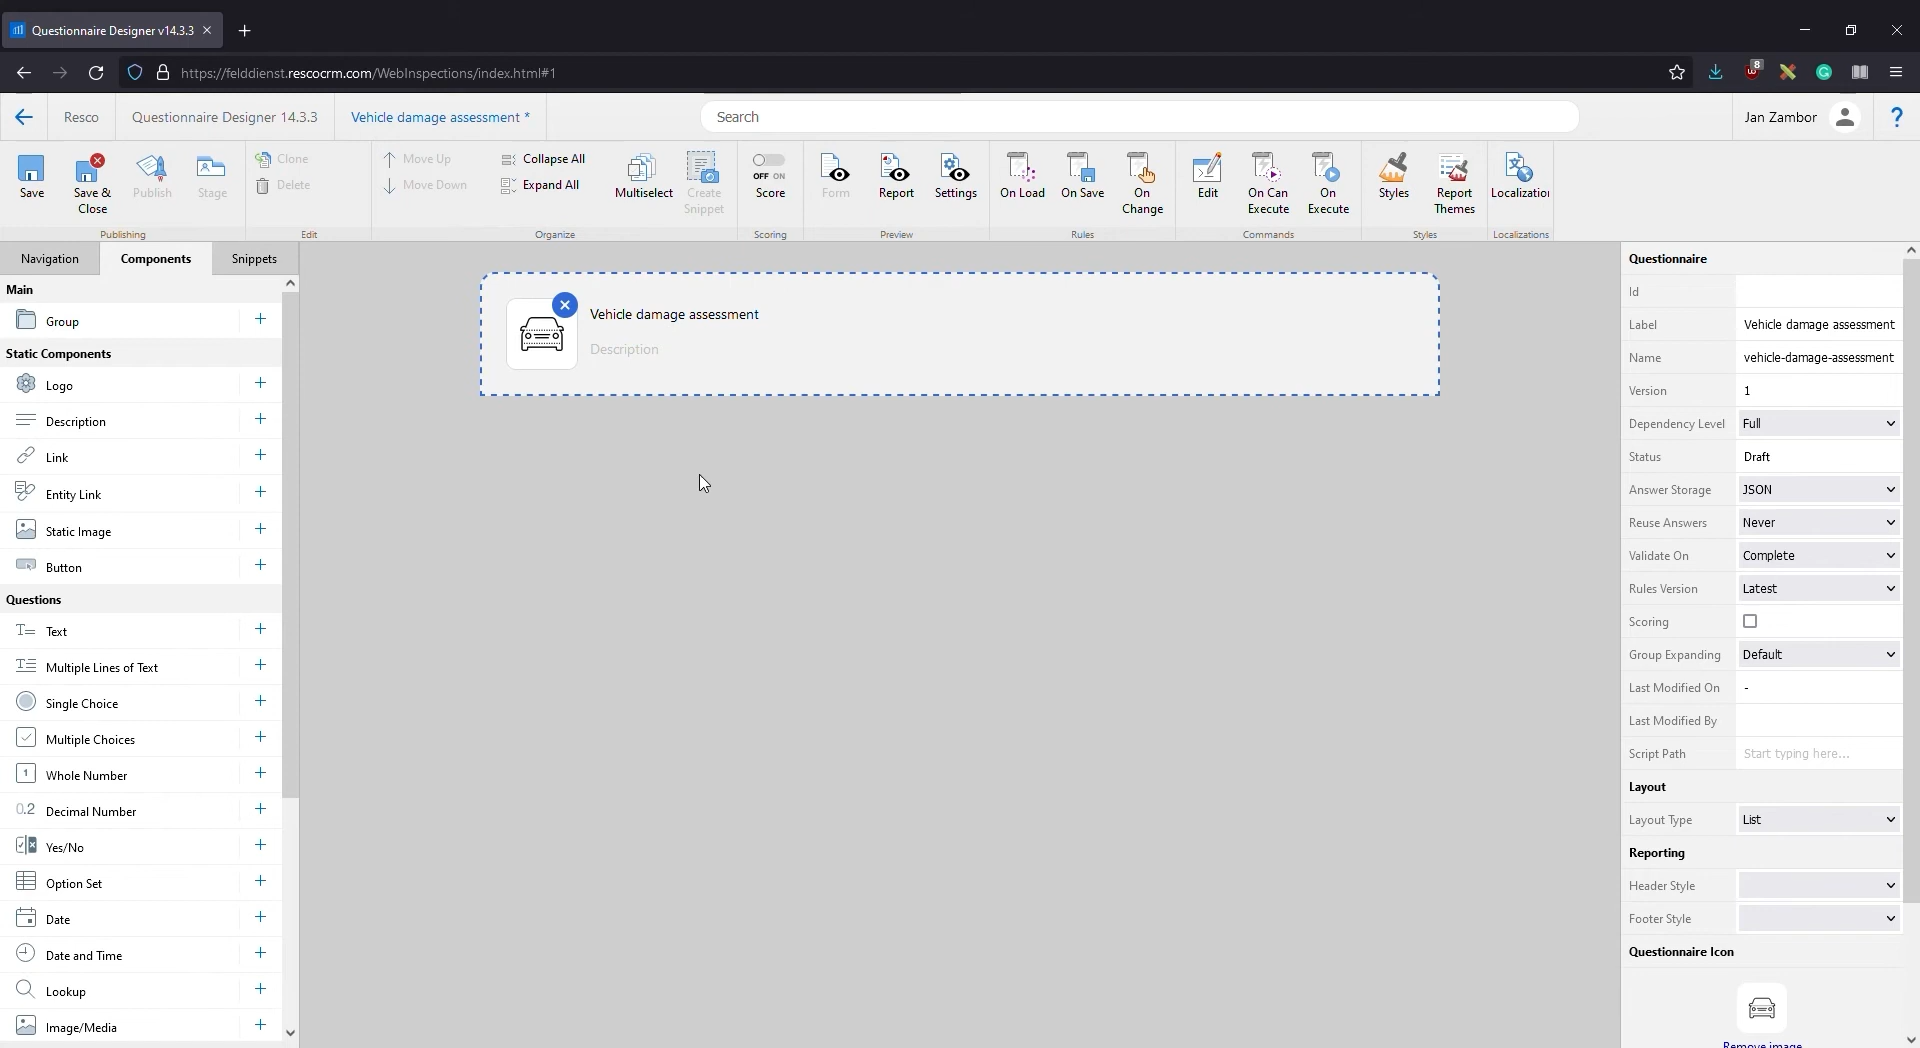 Questionnaire Designer v14.3.3
https://felddienst.rescocrm.com/WebInspections/index.html#1
8
Resco
Questionnaire Designer 14.3.3
Vehicle damage assessment *
Search
Jan Zambor
?
Save
Save & Close
Publish
Stage
Publishing
Clone
Delete
Edit
Move Up
Move Down
Collapse All
Expand All
Multiselect
Create Snippet
Organize
OFF ON
Score
Scoring
Form
Report
Settings
Preview
On Load
On Save
On Change
Rules
Edit
On Can Execute
On Execute
Commands
Styles
Report Themes
Styles
Localization
Localizations
Navigation
Components
Snippets
Main
Group
Static Components
Logo
Description
Link
Entity Link
Static Image
Button
Questions
Text
Multiple Lines of Text
Single Choice
Multiple Choices
1 Whole Number
0.2 Decimal Number
Yes/No
Option Set
Date
Date and Time
Lookup
Image/Media
Vehicle damage assessment
Description
Questionnaire
Id
Label Vehicle damage assessment
Name vehicle-damage-assessment
Version 1
Dependency Level Full
Status Draft
Answer Storage JSON
Reuse Answers Never
Validate On Complete
Rules Version Latest
Scoring
Group Expanding Default
Last Modified On -
Last Modified By
Script Path Start typing here...
Layout
Layout Type List
Reporting
Header Style
Footer Style
Questionnaire Icon
Remove image